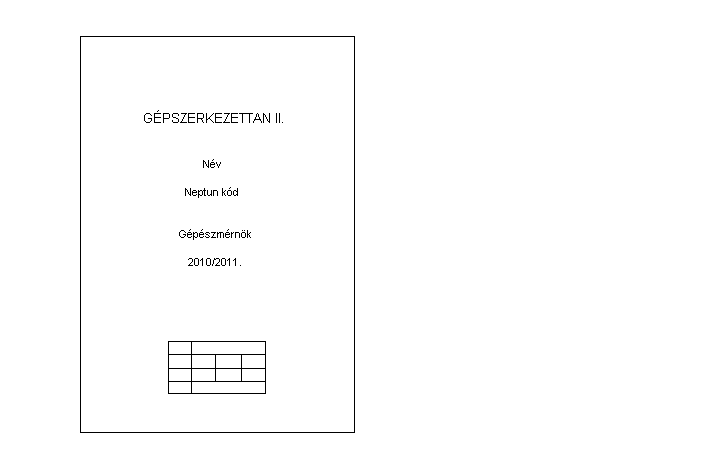 GÉPSZERKEZETTAN II.
Név
Neptun kód
Gépészmérnök
2010/2011.